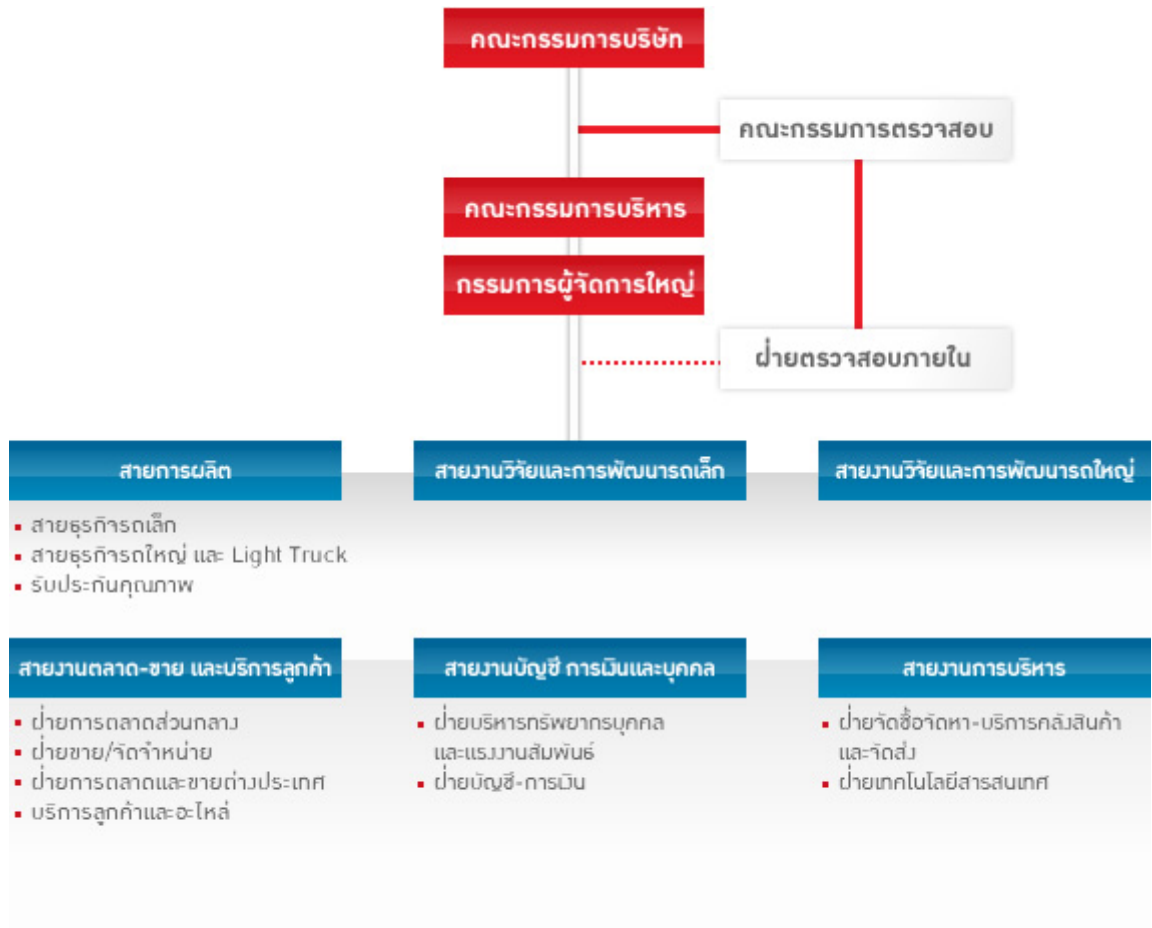 คณะกรรมการบริษัท
คณะกรรมการตรวจสอบ
คณะกรรมการบริหาร
กรรมการผู้จัดการใหญ่
ฝ่ายตรวจสอบภายใน
สายการผลิต
สายงานวิจัยและการพัฒนารถเล็ก
สายงานวิจัยและการพัฒนารถใหญ่
▪ สายธุรกิจรถเล็ก
▪ สายธุรกิจรถใหญ่ และ Light Truck
▪ รับประกันคุณภาพ
สายงานตลาด-ขาย และบริการลูกค้า
▪ ฝ่ายการตลาดส่วนกลาง
▪ ฝ่ายขาย/จัดจำหน่าย
▪ ฝ่ายการตลาดและขายต่างประเทศ
▪ บริการลูกค้าและอะไหล่
สายงานบัญชี การเงินและบุคคล
▪ ฝ่ายบริหารทรัพยากรบุคคล
และแรงงานสัมพันธ์
▪ ฝ่ายบัญชี-การเงิน
สายงานการบริหาร
▪ ฝ่ายจัดซื้อจัดหา-บริการคลังสินค้า
และจัดส่ง
▪ ฝ่ายเทคโนโลยีสารสนเทศ